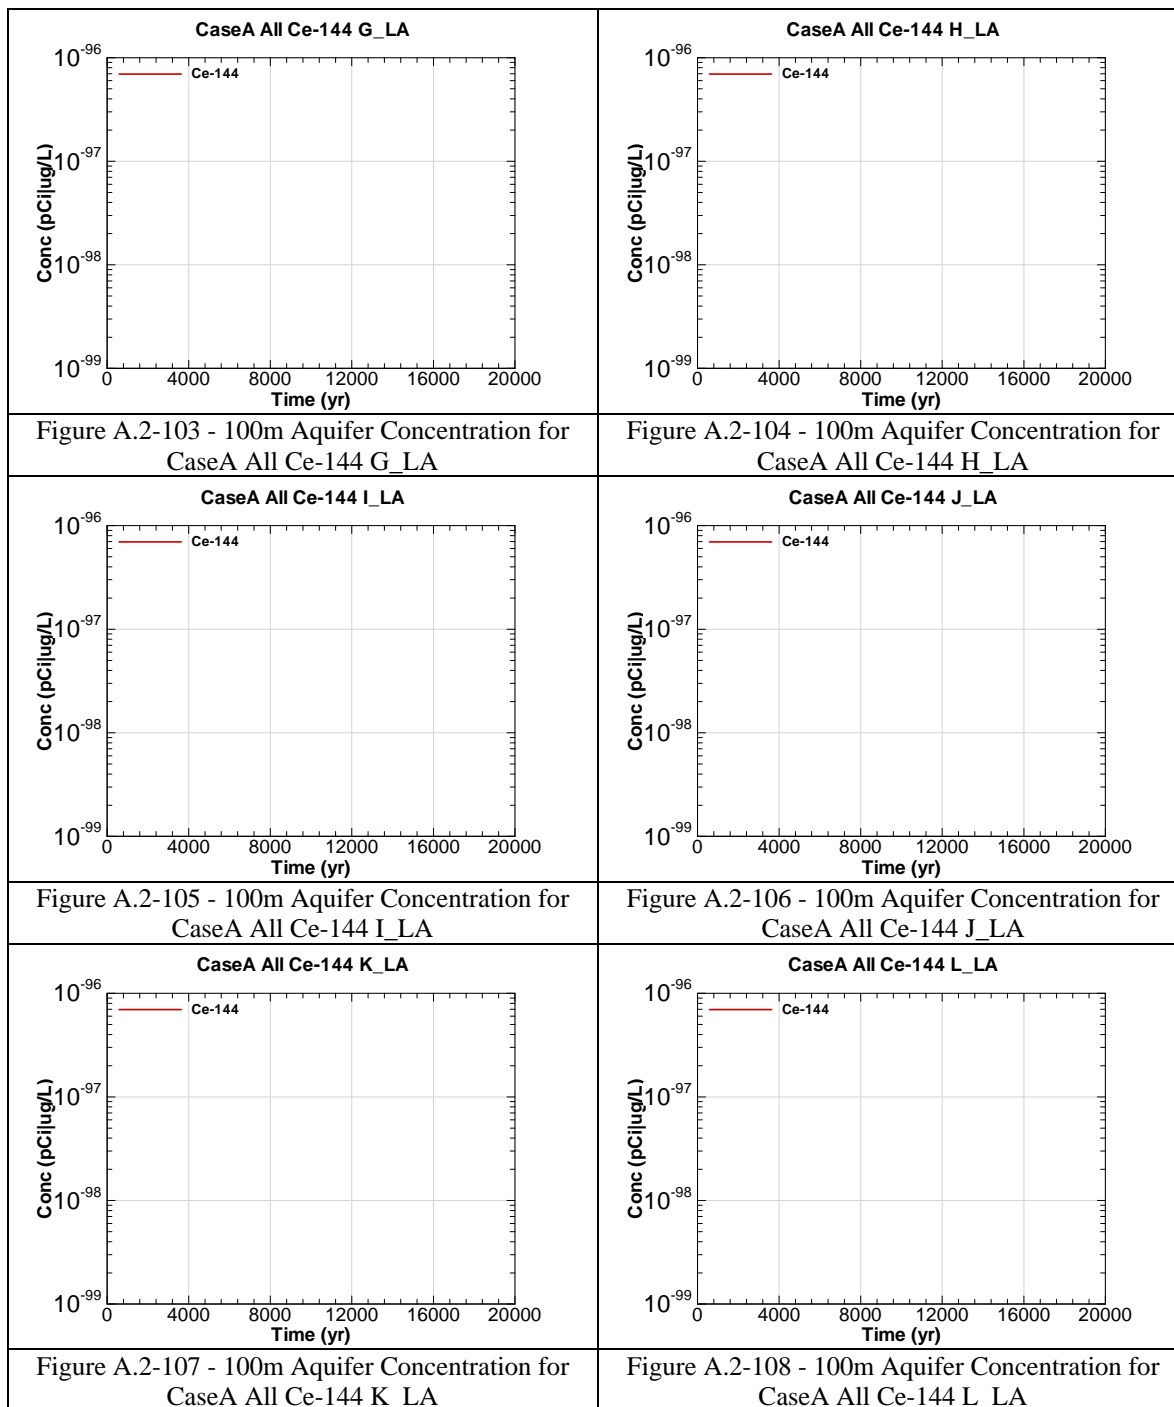 CaseA All Ce-144 G_LA
10-96
Ce-144
10-97
Conc (pCi|ug/L)
10-98
10-99
0 4000 8000 12000 16000 20000
Time (yr)
Figure A.2-103 - 100m Aquifer Concentration for
CaseA All Ce-144 G_LA
CaseA All Ce-144 H_LA
10-96
Ce-144
10-97
Conc (pCi|ug/L)
10-98
10-99
0 4000 8000 12000 16000 20000
Time (yr)
Figure A.2-104 - 100m Aquifer Concentration for
CaseA All Ce-144 H_LA
CaseA All Ce-144 I_LA
10-96
Ce-144
10-97
Conc (pCi|ug/L)
10-98
10-99
0 4000 8000 12000 16000 20000
Time (yr)
Figure A.2-105 - 100m Aquifer Concentration for
CaseA All Ce-144 I_LA
CaseA All Ce-144 J_LA
10-96
Ce-144
10-97
Conc (pCi|ug/L)
10-98
10-99
0 4000 8000 12000 16000 20000
Time (yr)
Figure A.2-106 - 100m Aquifer Concentration for
CaseA All Ce-144 J_LA
CaseA All Ce-144 K_LA
10-96
Ce-144
10-97
Conc (pCi|ug/L)
10-98
10-99
0 4000 8000 12000 16000 20000
Time (yr)
Figure A.2-107 - 100m Aquifer Concentration for
CaseA All Ce-144 K_LA
CaseA All Ce-144 L_LA
10-96
Ce-144
10-97
Conc (pCi|ug/L)
10-98
10-99
0 4000 8000 12000 16000 20000
Time (yr)
Figure A.2-108 - 100m Aquifer Concentration for
CaseA All Ce-144 L_LA